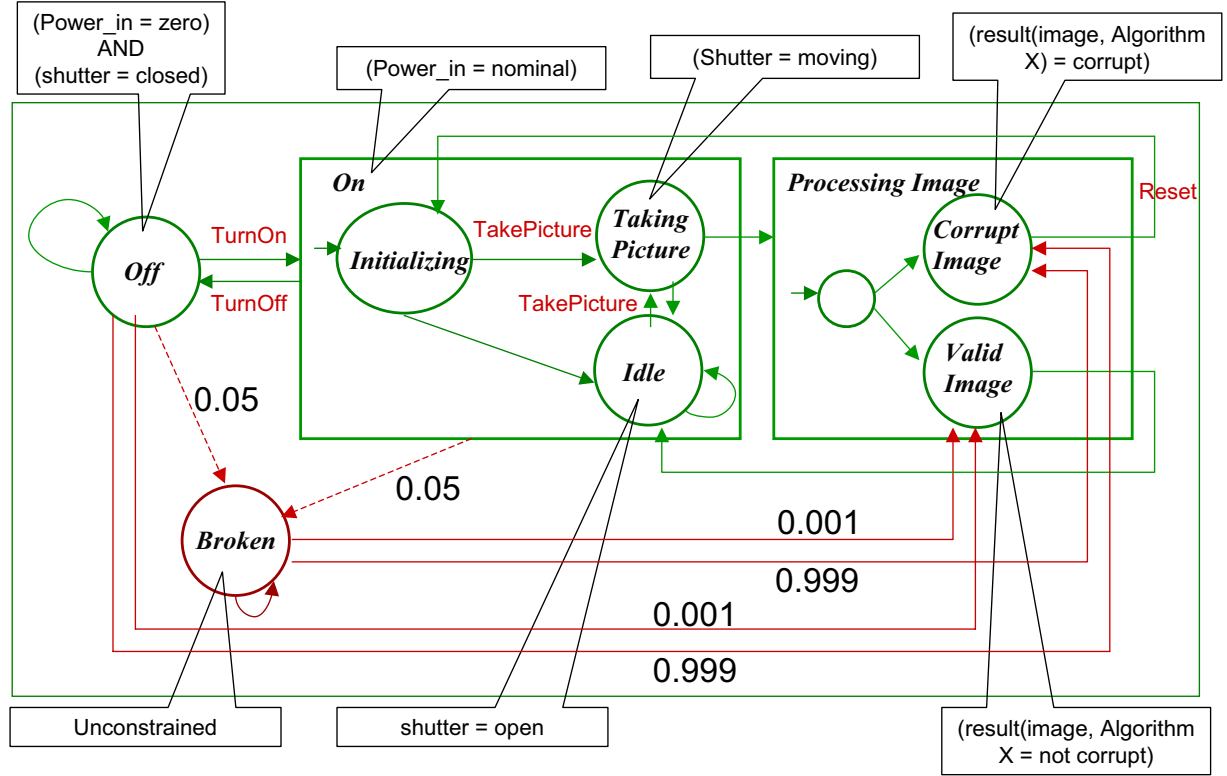 (Power_in = zero)
AND
(shutter = closed)
(Power_in = nominal)
(Shutter = moving)
(result(image, Algorithm
X) = corrupt)
On
Processing Image
Reset
Off
TurnOn
TurnOff
Initializing
TakePicture
Taking
Picture
TakePicture
Idle
Corrupt
Image
Valid
Image
0.05
0.05
Broken
0.001
0.999
0.001
0.999
Unconstrained
shutter = open
(result(image, Algorithm
X = not corrupt)